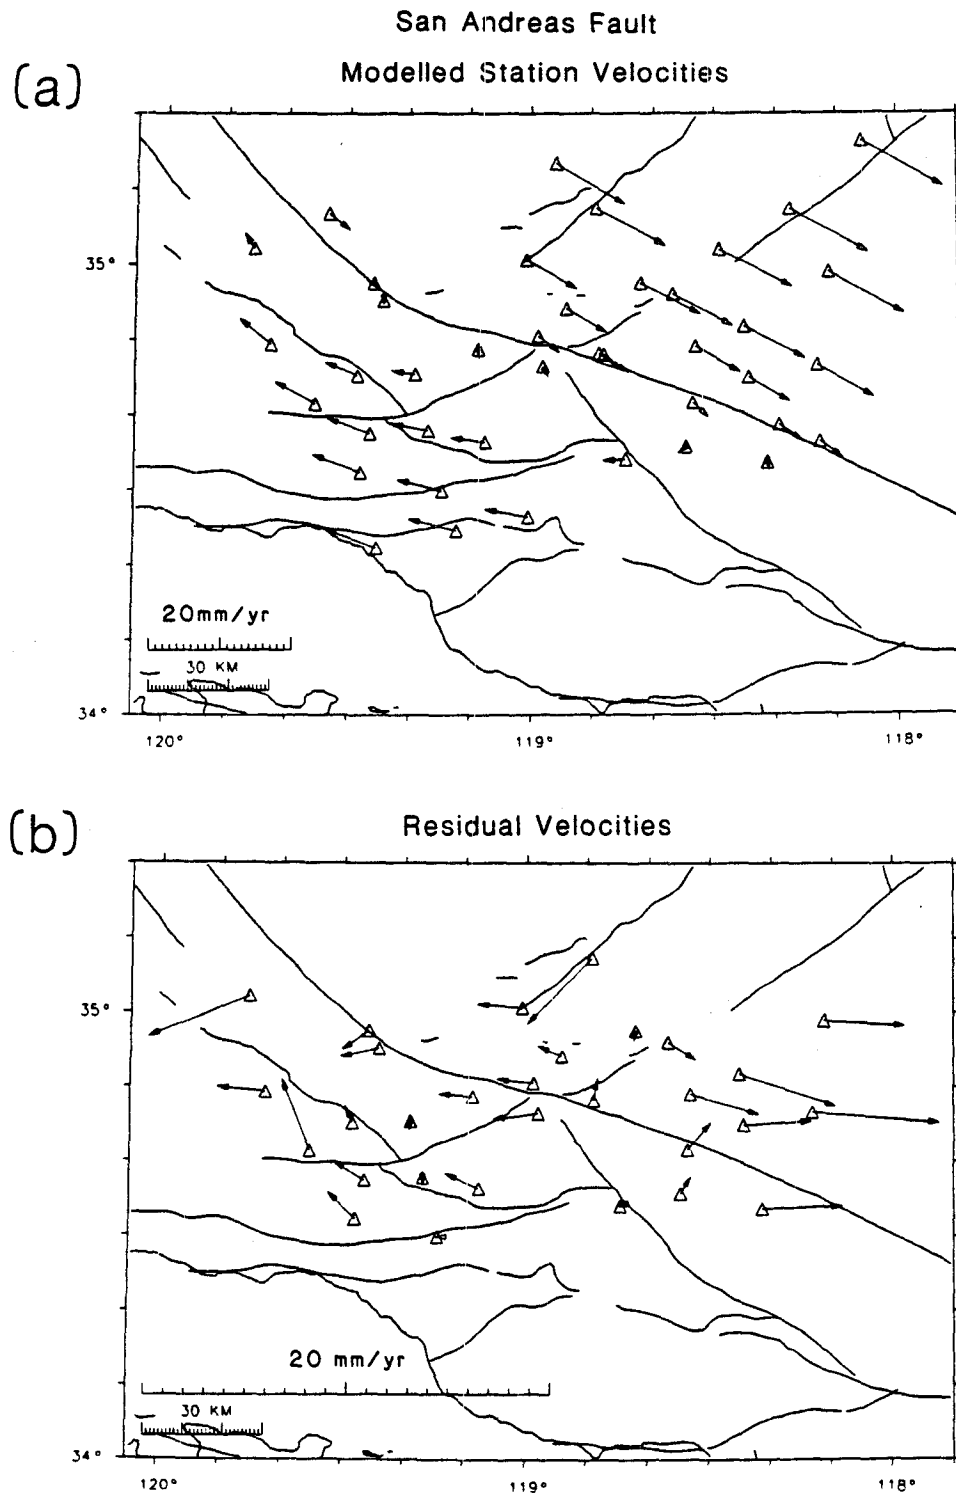 San Andreas Fault
(a)
Modelled Station Velocities
35°
20mm/yr
30 KM
34°
120°
119°
118°
(b)
Residual Velocities
35°
20 mm/yr
30 KM
34°
120°
119°
118°